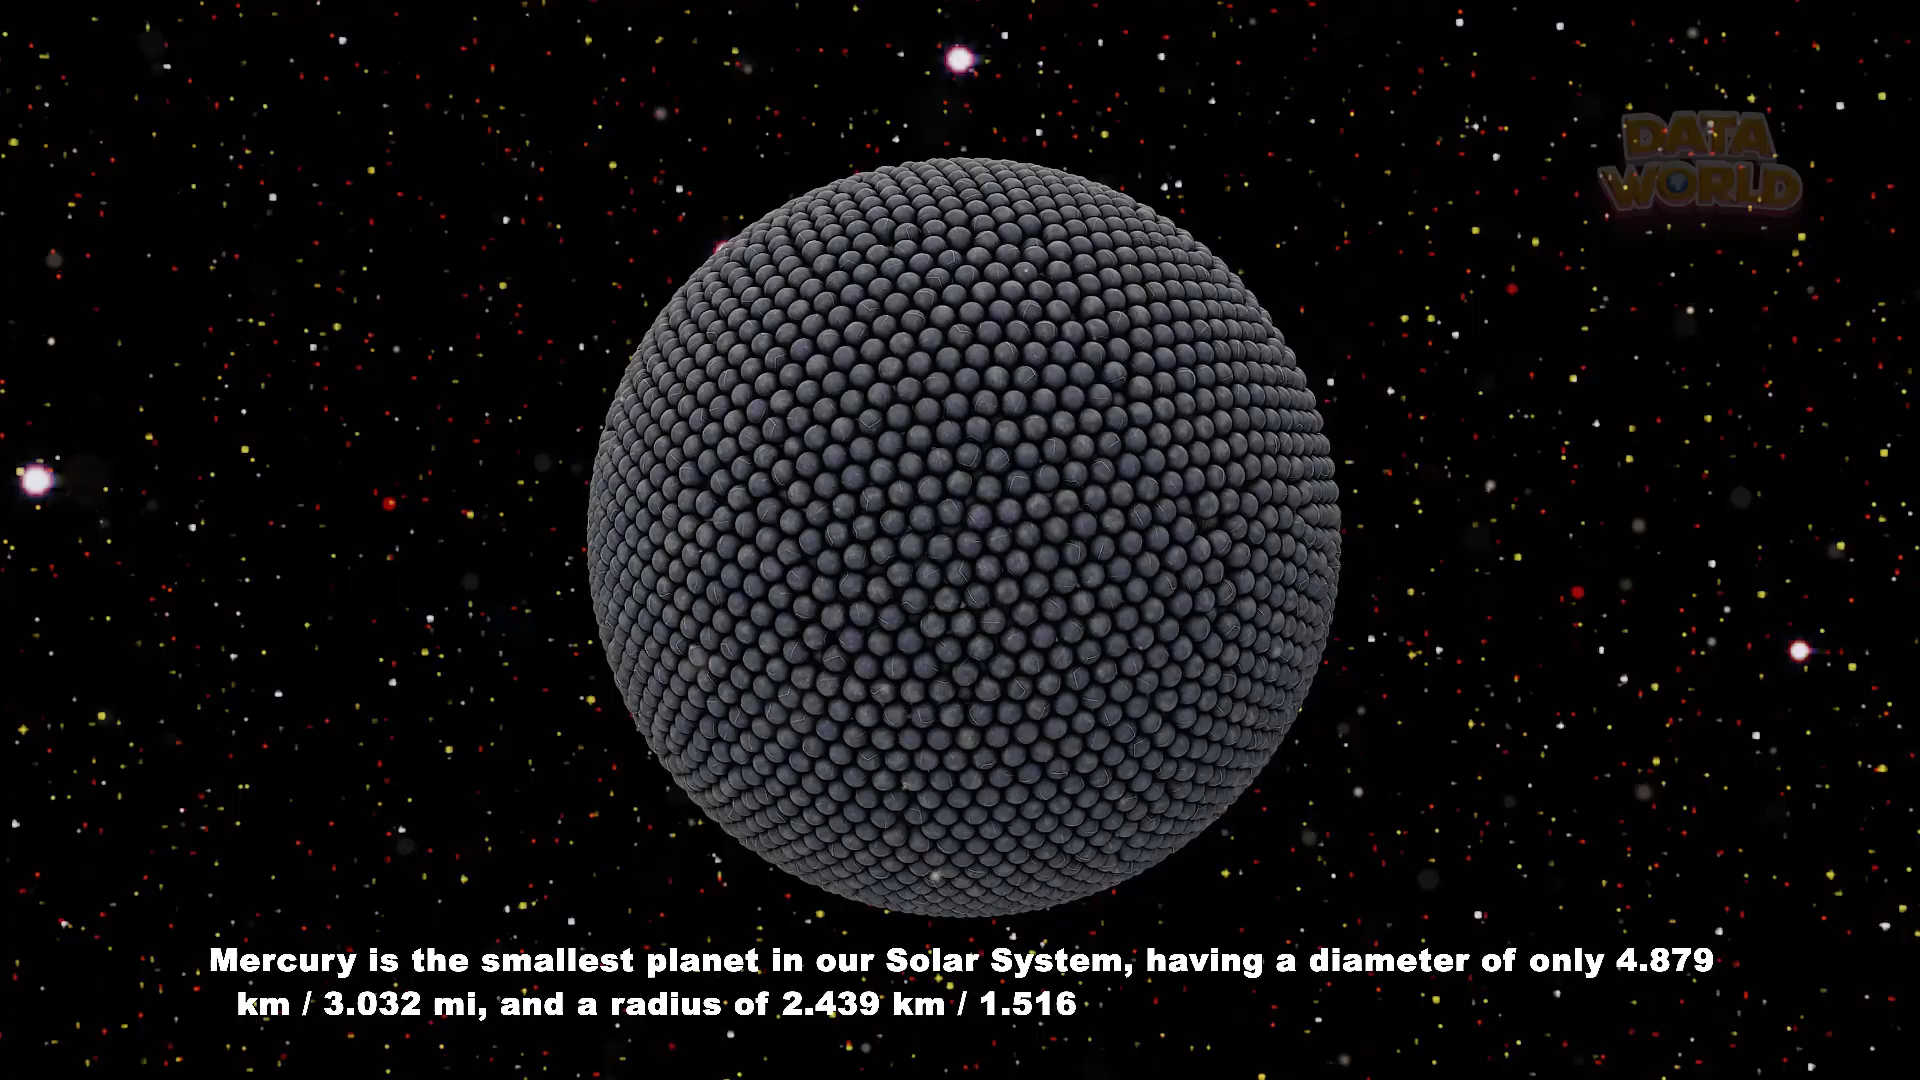 DATA
WORLD
Mercury is the smallest planet in our Solar System, having a diameter of only 4.879
km / 3.032 mi, and a radius of 2.439 km / 1.516